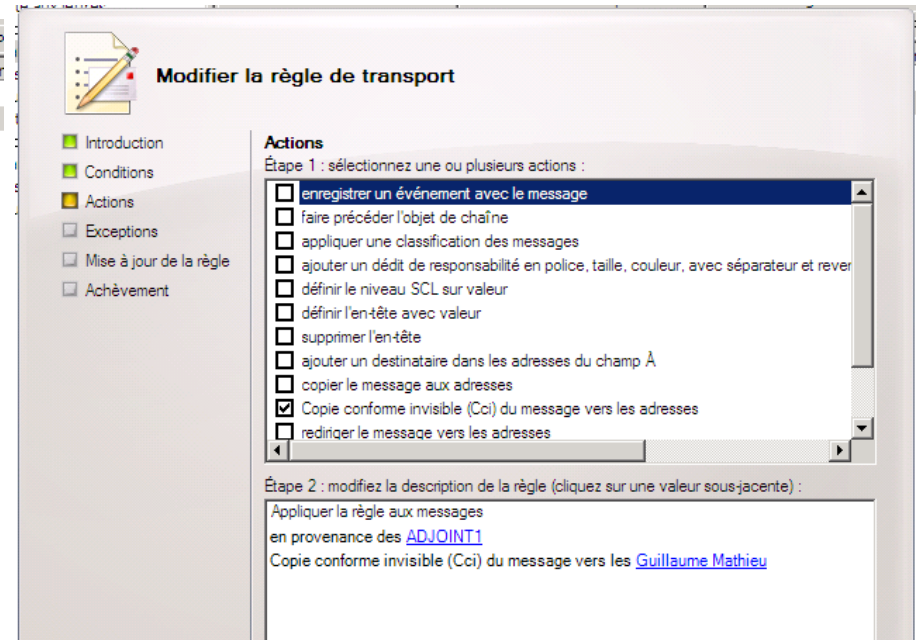 Modifier la règle de transport
Introduction
Conditions
Actions
Exceptions
Mise à jour de la règle
Achèvement
Actions
Étape 1 : sélectionnez une ou plusieurs actions :
enregistrer un événement avec le message
faire précéder l'objet de chaîne
appliquer une classification des messages
ajouter un dédit de responsabilité en police, taille, couleur, avec séparateur et rever
définir le niveau SCL sur valeur
définir l'en-tête avec valeur
supprimer l'en-tête
ajouter un destinataire dans les adresses du champ À
copier le message aux adresses
Copie conforme invisible (Cci) du message vers les adresses
rediriger le message vers les adresses
Étape 2 : modifiez la description de la règle (cliquez sur une valeur sous-jacente) :
Appliquer la règle aux messages
en provenance des ADJOINT1
Copie conforme invisible (Cci) du message vers les Guillaume Mathieu